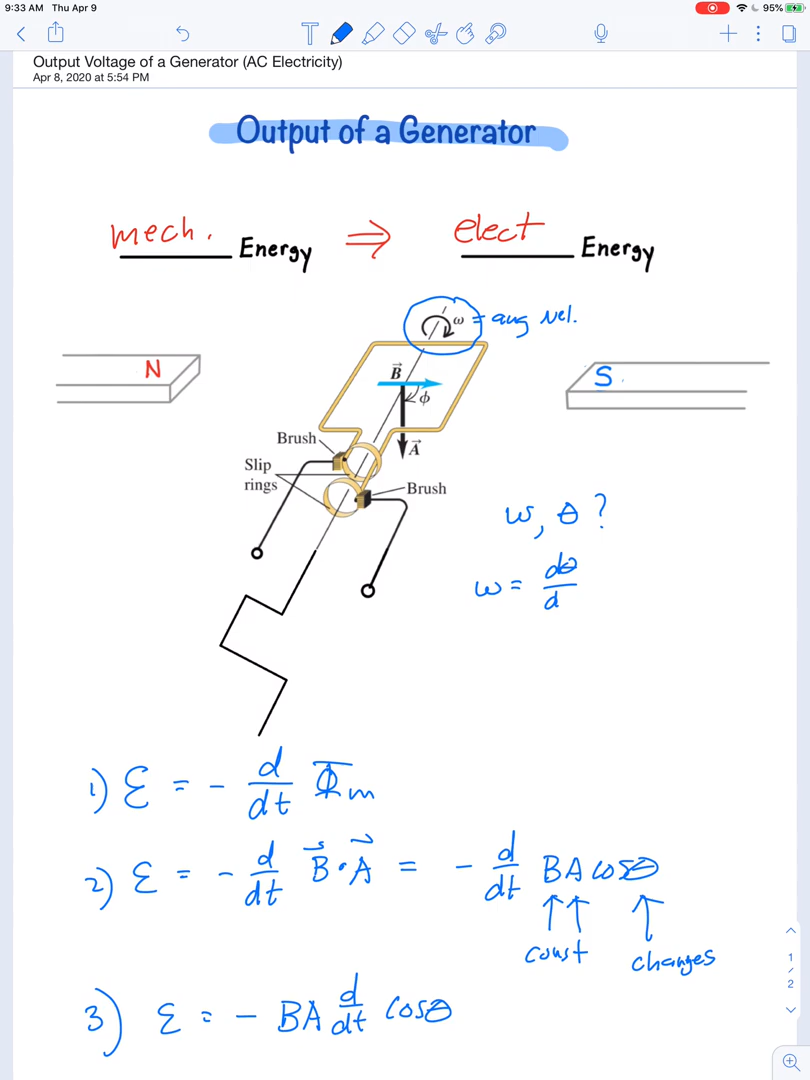 9:33 AM Thu Apr 9 95%
T
Output Voltage of a Generator (AC Electricity)
Apr 8, 2020 at 5:54 PM
Output of a Generator
mech. Energy ⇒ elect Energy
ω = ang vel.
N
S
B⃗
ϕ
A⃗
Brush
Slip
rings
Brush
w, θ ?
w = dθ/d
1) ℰ = - d/dt Φm
2) ℰ = - d/dt B⃗ · A⃗ = - d/dt BA cosθ
↑↑ ↑
const changes
3) ℰ = - BA d/dt cosθ
1
/
2